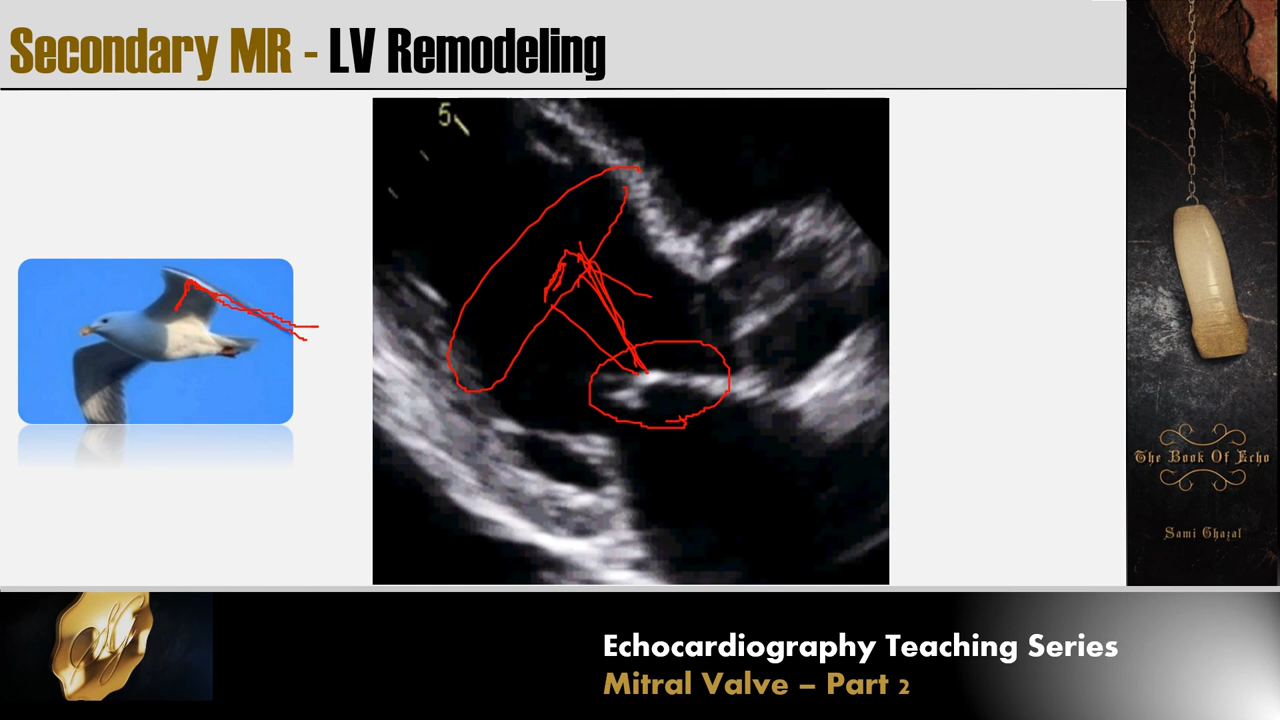 Secondary MR - LV Remodeling
5
The Book Of Echo
Sami Ghazal
Echocardiography Teaching Series
Mitral Valve – Part 2